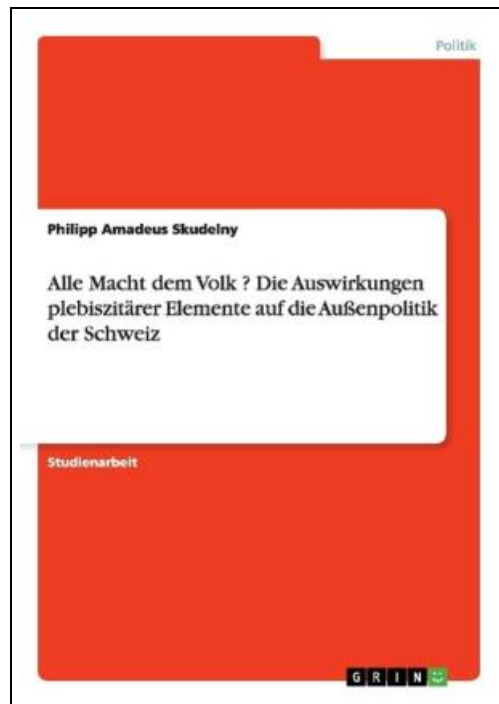 Politik
Philipp Amadeus Skudelny
Alle Macht dem Volk ? Die Auswirkungen
plebiszitärer Elemente auf die Außenpolitik
der Schweiz
Studienarbeit
GRIN